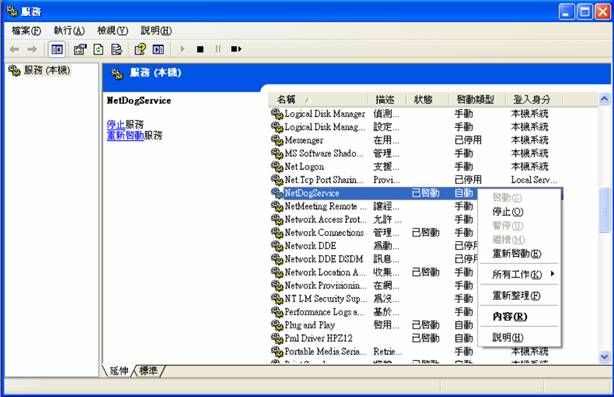 服務
檔案(F) 執行(A) 檢視(V) 說明(H)
服務 (本機)
服務 (本機)
NetDogService
停止服務
重新啓動服務
名稱 描述 狀態 啓動類型 登入身分
Logical Disk Manager 偵測... 手動 本機系統
Logical Disk Manag... 設定... 手動 本機系統
Messenger 在用... 已停用 本機系統
MS Software Shado... 管理... 手動 本機系統
Net Logon 支援... 手動 本機系統
Net.Tcp Port Sharin... Provi... 已停用 Local Serv...
NetDogService 已啓動 自動
NetMeeting Remote ... 讓經... 手動
Network Access Prot... 允許... 手動
Network Connections 管理... 已啓動 手動
Network DDE 爲動... 已停用
Network DDE DSDM 訊息... 已停用
Network Location A... 收集... 已啓動 手動
Network Provisionin... 在網... 手動
NT LM Security Sup... 爲沒... 手動
Performance Logs a... 基於... 手動
Plug and Play 啓用... 已啓動 自動
Pml Driver HPZ12 已啓動 自動
Portable Media Seria... Retrie... 手動 本機系統
啓動(S)
停止(O)
暫停(U)
繼續(M)
重新啓動(E)
所有工作(K)
重新整理(F)
內容(R)
說明(H)
延伸 標準